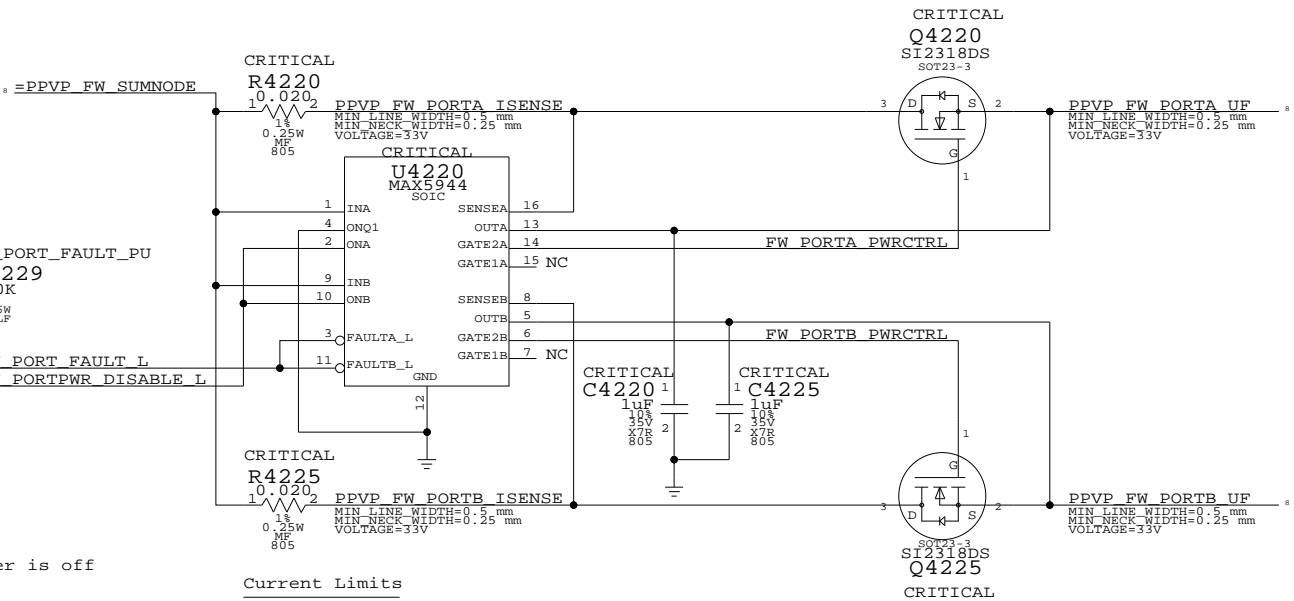 CRITICAL
Q4220
SI2318DS
SOT23-3
3 D S 2
G
1
CRITICAL
R4220
0.020
1 2
1%
0.25W
MF
805
=PPVP_FW_SUMNODE
PPVP_FW_PORTA_ISENSE
MIN_LINE_WIDTH=0.5 mm
MIN_NECK_WIDTH=0.25 mm
VOLTAGE=33V
PPVP_FW_PORTA_UF
MIN_LINE_WIDTH=0.5 mm
MIN_NECK_WIDTH=0.25 mm
VOLTAGE=33V
CRITICAL
U4220
MAX5944
SOIC
1 INA
4 ONQ1
2 ONA
9 INB
10 ONB
3 FAULTA_L
11 FAULTB_L
GND
12
SENSEA 16
OUTA 13
GATE2A 14
GATE1A 15 NC
SENSEB 8
OUTB 5
GATE2B 6
GATE1B 7 NC
FW_PORTA_PWRCTRL
FW_PORTB_PWRCTRL
_PORT_FAULT_PU
229
0K
_PORT_FAULT_L
_PORTPWR_DISABLE_L
CRITICAL
C4220
1
1uF
10%
35V
X7R
805
2
CRITICAL
C4225
1
1uF
10%
35V
X7R
805
2
CRITICAL
R4225
0.020
1 2
1%
0.25W
MF
805
PPVP_FW_PORTB_ISENSE
MIN_LINE_WIDTH=0.5 mm
MIN_NECK_WIDTH=0.25 mm
VOLTAGE=33V
1
G
3 D S 2
SOT23-3
SI2318DS
Q4225
CRITICAL
PPVP_FW_PORTB_UF
MIN_LINE_WIDTH=0.5 mm
MIN_NECK_WIDTH=0.25 mm
VOLTAGE=33V
er is off
Current Limits